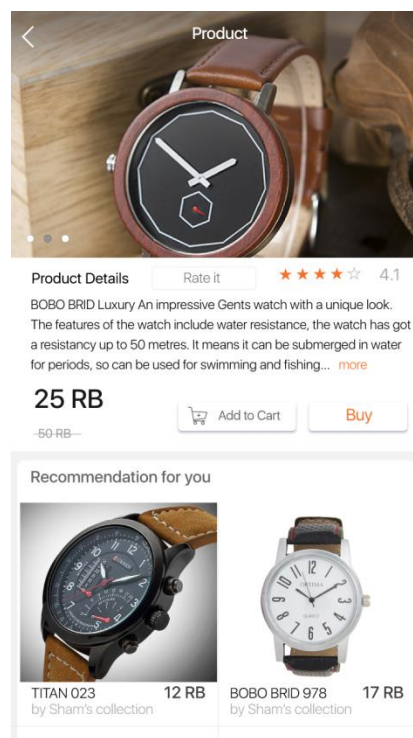 Product
Product Details
Rate it
4.1
BOBO BRID Luxury An impressive Gents watch with a unique look.
The features of the watch include water resistance, the watch has got
a resistancy up to 50 metres. It means it can be submerged in water
for periods, so can be used for swimming and fishing... more
25 RB
50 RB
Add to Cart
Buy
Recommendation for you
12
OPTIMA
QUARTZ
TITAN 023 12 RB
by Sham's collection
BOBO BRID 978 17 RB
by Sham's collection